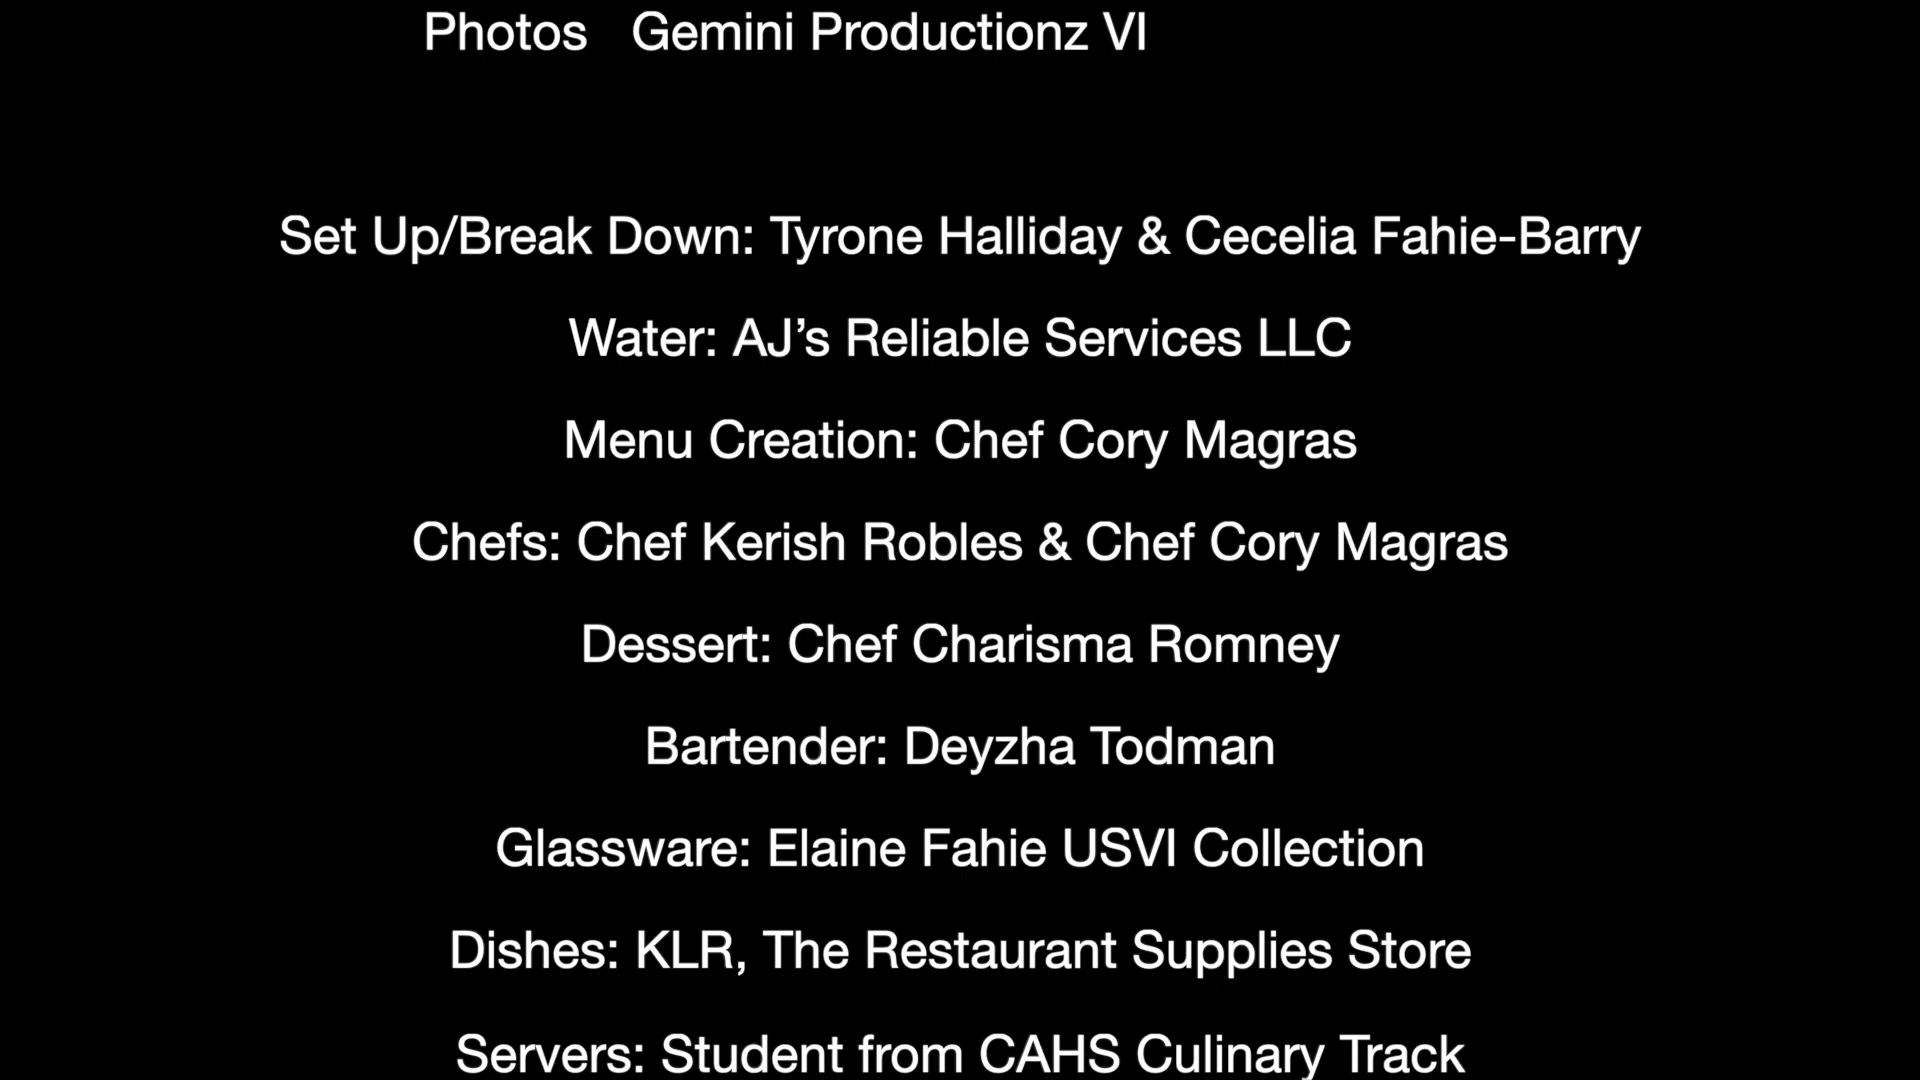 Photos Gemini Productionz VI
Set Up/Break Down: Tyrone Halliday & Cecelia Fahie-Barry
Water: AJ’s Reliable Services LLC
Menu Creation: Chef Cory Magras
Chefs: Chef Kerish Robles & Chef Cory Magras
Dessert: Chef Charisma Romney
Bartender: Deyzha Todman
Glassware: Elaine Fahie USVI Collection
Dishes: KLR, The Restaurant Supplies Store
Servers: Student from CAHS Culinary Track